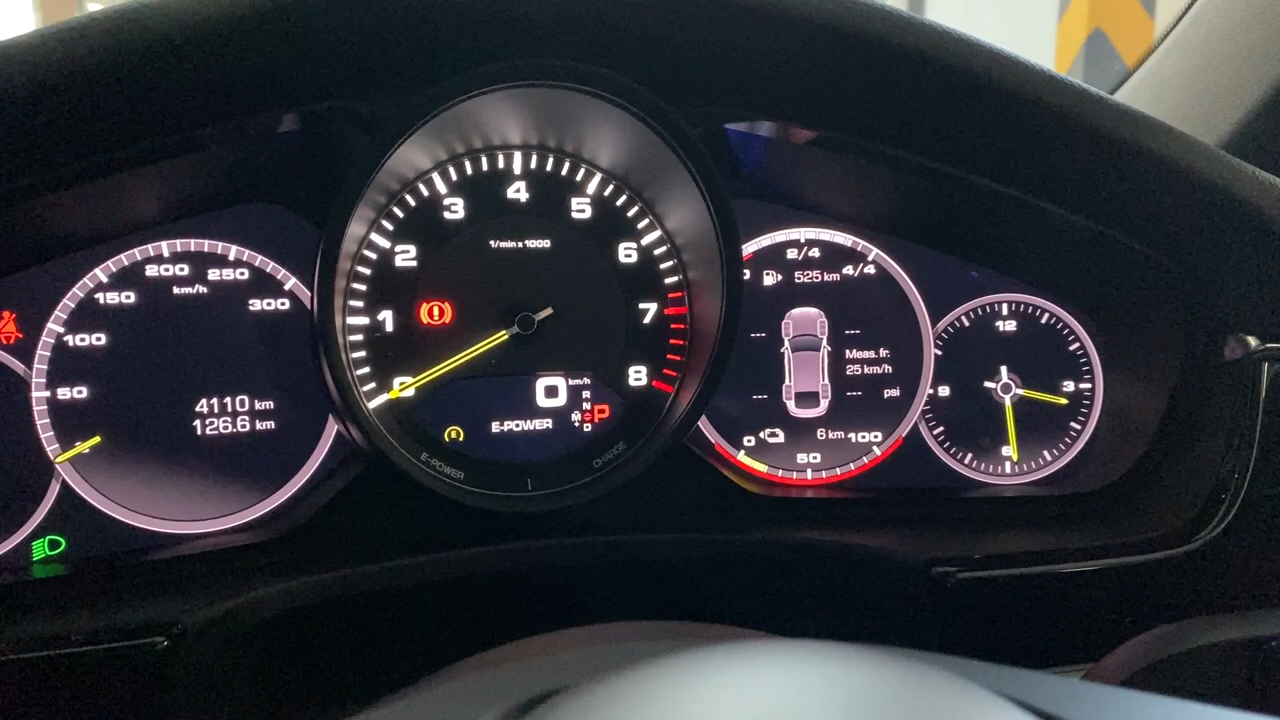 50
100
150
200
250
300
km/h
4110 km
126.6 km
0
1
2
3
4
5
6
7
8
1/min x 1000
0 km/h
E-POWER
R
N
D
P
M
E
E-POWER
CHARGE
2/4
4/4
525 km
---
---
Meas. fr.
25 km/h
---
---
psi
6 km
0
50
100
12
3
6
9